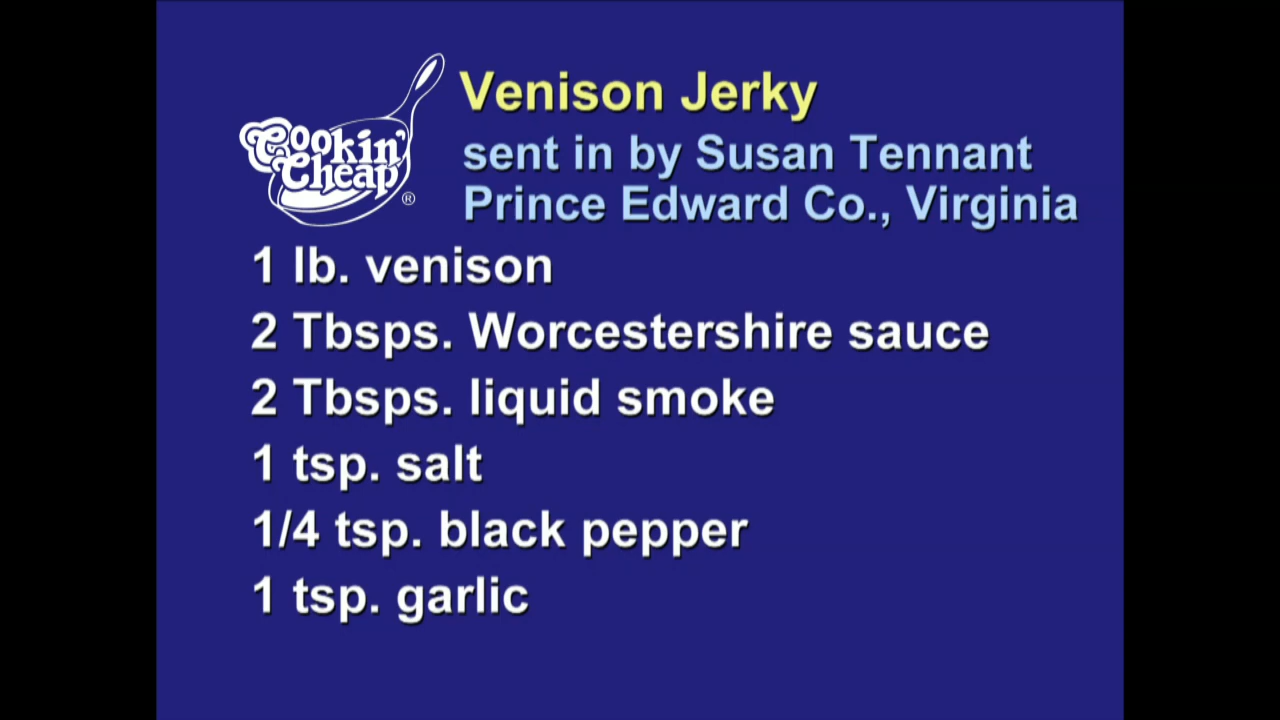 Cookin'
Cheap
®
Venison Jerky
sent in by Susan Tennant
Prince Edward Co., Virginia
1 lb. venison
2 Tbsps. Worcestershire sauce
2 Tbsps. liquid smoke
1 tsp. salt
1/4 tsp. black pepper
1 tsp. garlic